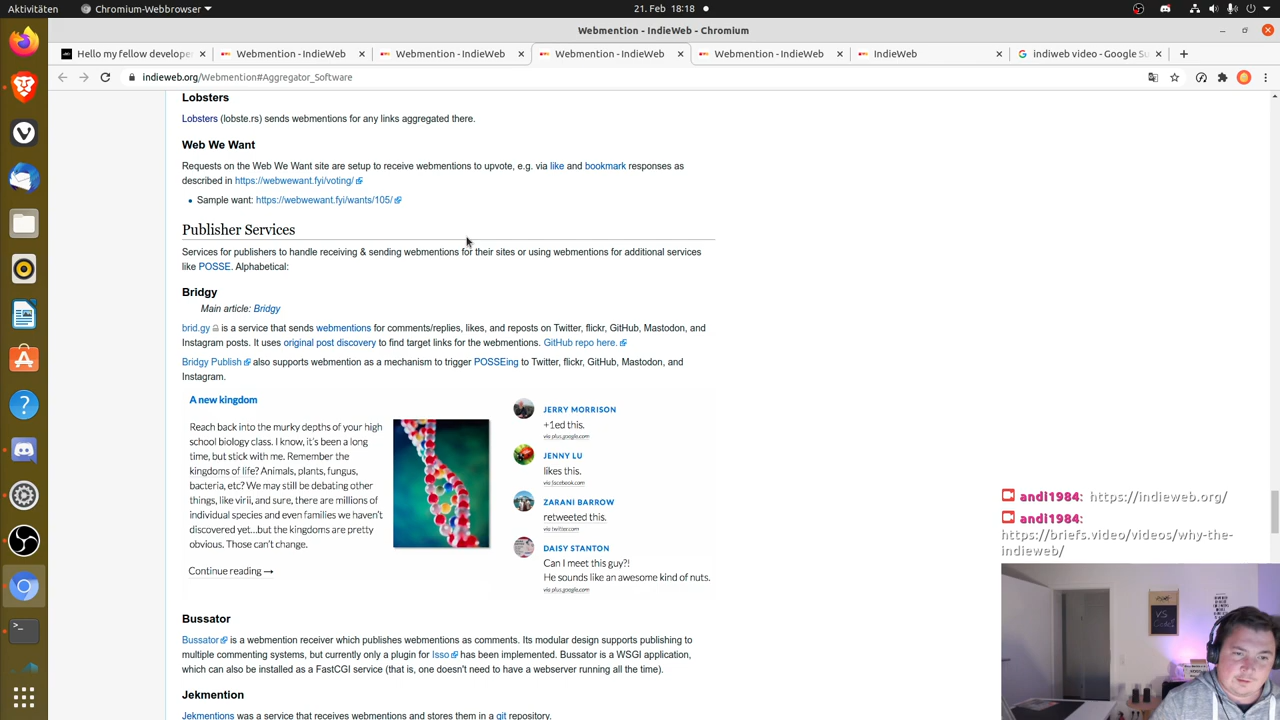 Aktivitäten
Chromium-Webbrowser
21. Feb 18:18
Webmention - IndieWeb - Chromium
Hello my fellow develope
Webmention - IndieWeb
Webmention - IndieWeb
Webmention - IndieWeb
Webmention - IndieWeb
IndieWeb
indiweb video - Google Su
indieweb.org/Webmention#Aggregator_Software
Lobsters
Lobsters (lobste.rs) sends webmentions for any links aggregated there.
Web We Want
Requests on the Web We Want site are setup to receive webmentions to upvote, e.g. via like and bookmark responses as
described in https://webwewant.fyi/voting/
Sample want: https://webwewant.fyi/wants/105/
Publisher Services
Services for publishers to handle receiving & sending webmentions for their sites or using webmentions for additional services
like POSSE. Alphabetical:
Bridgy
Main article: Bridgy
brid.gy is a service that sends webmentions for comments/replies, likes, and reposts on Twitter, flickr, GitHub, Mastodon, and
Instagram posts. It uses original post discovery to find target links for the webmentions. GitHub repo here.
Bridgy Publish also supports webmention as a mechanism to trigger POSSEing to Twitter, flickr, GitHub, Mastodon, and
Instagram.
A new kingdom
Reach back into the murky depths of your high
school biology class. I know, it's been a long
time, but stick with me. Remember the
kingdoms of life? Animals, plants, fungus,
bacteria, etc? We may still be debating other
things, like virii, and sure, there are millions of
individual species and even families we haven't
discovered yet...but the kingdoms are pretty
obvious. Those can't change.
Continue reading →
JERRY MORRISON
+1ed this.
via plus.google.com
JENNY LU
likes this.
via facebook.com
ZARANI BARROW
retweeted this.
via twitter.com
DAISY STANTON
Can I meet this guy?!
He sounds like an awesome kind of nuts.
via plus.google.com
Bussator
Bussator is a webmention receiver which publishes webmentions as comments. Its modular design supports publishing to
multiple commenting systems, but currently only a plugin for Isso has been implemented. Bussator is a WSGI application,
which can also be installed as a FastCGI service (that is, one doesn't need to have a webserver running all the time).
Jekmention
Jekmentions was a service that receives webmentions and stores them in a git repository.
andi1984: https://indieweb.org/
andi1984:
https://briefs.video/videos/why-the-
indieweb/